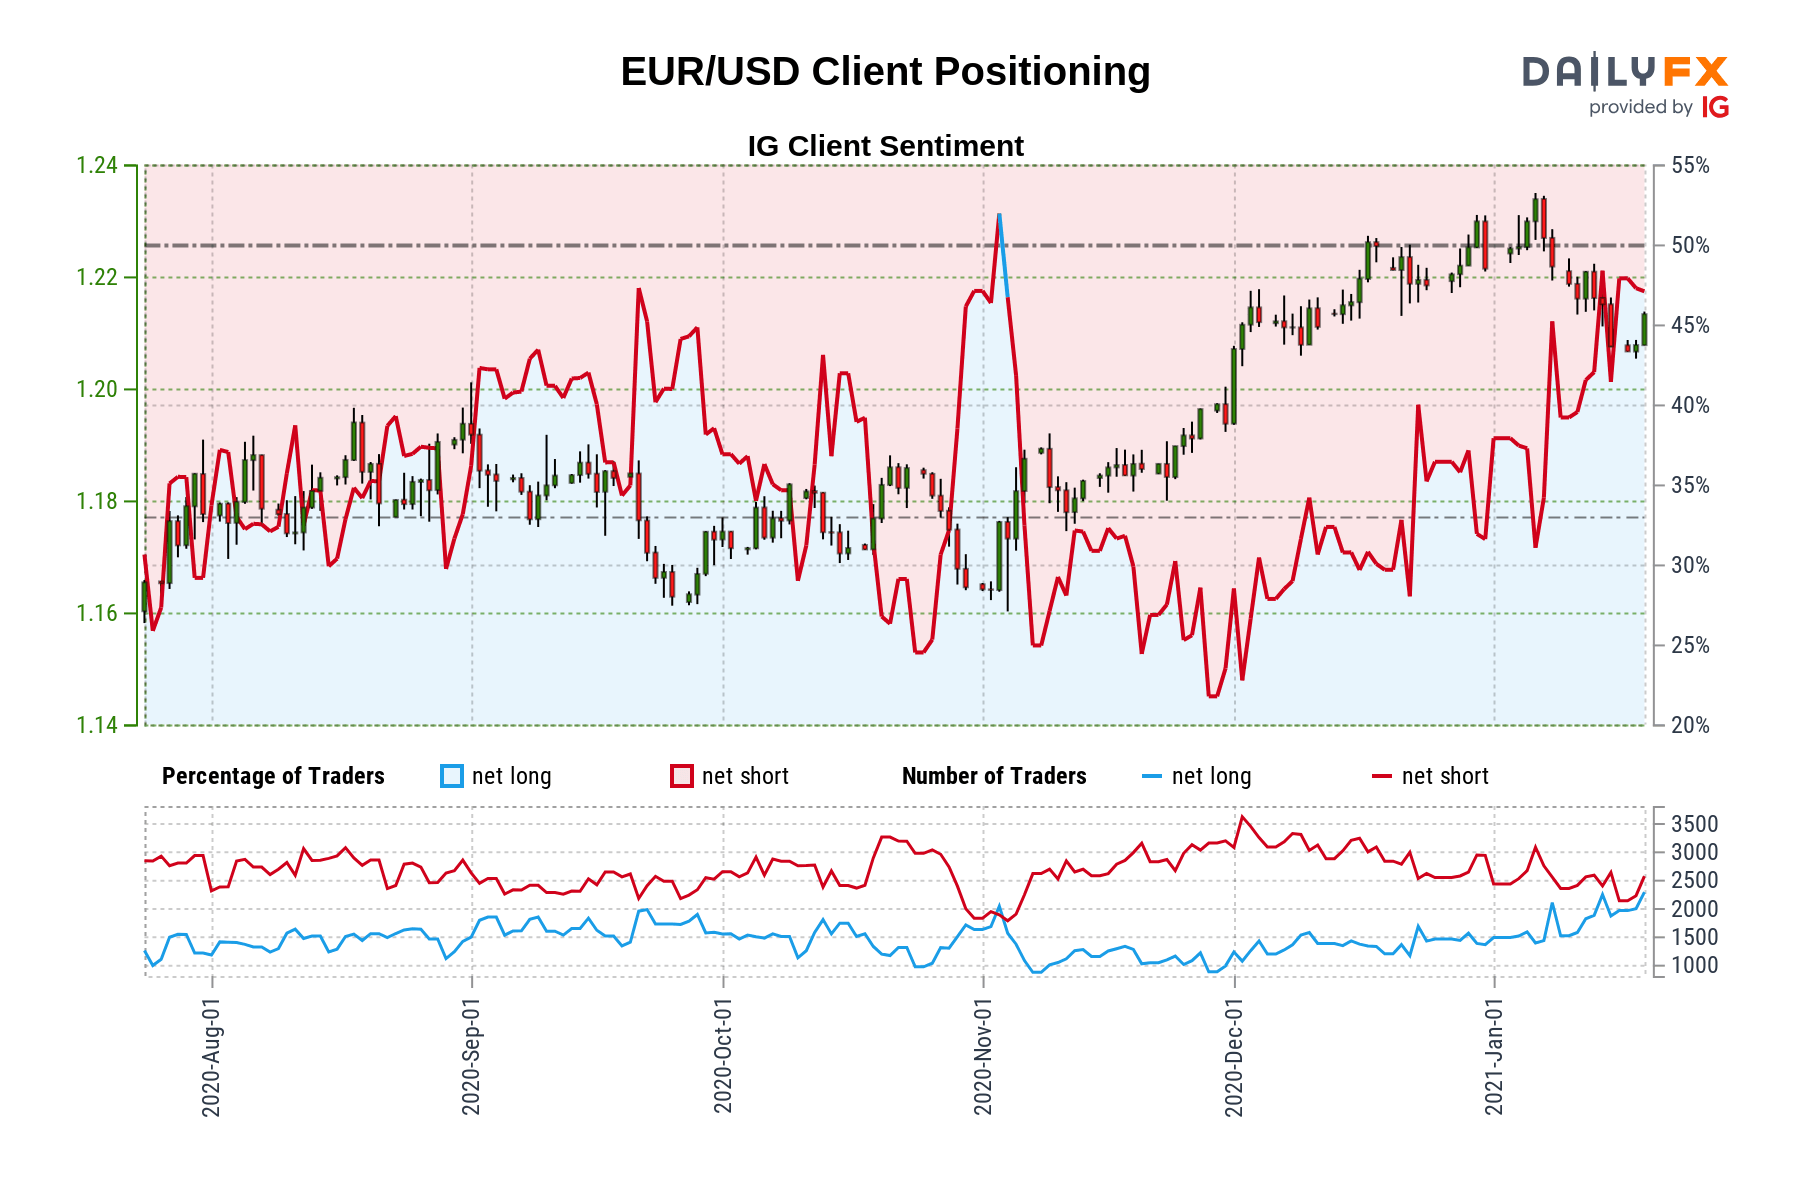 EUR/USD Client Positioning
DAILYFX
provided by IG
IG Client Sentiment
1.24
1.22
1.20
1.18
1.16
1.14
55%
50%
45%
40%
35%
30%
25%
20%
Percentage of Traders
net long
net short
Number of Traders
net long
net short
3500
3000
2500
2000
1500
1000
2020-Aug-01
2020-Sep-01
2020-Oct-01
2020-Nov-01
2020-Dec-01
2021-Jan-01